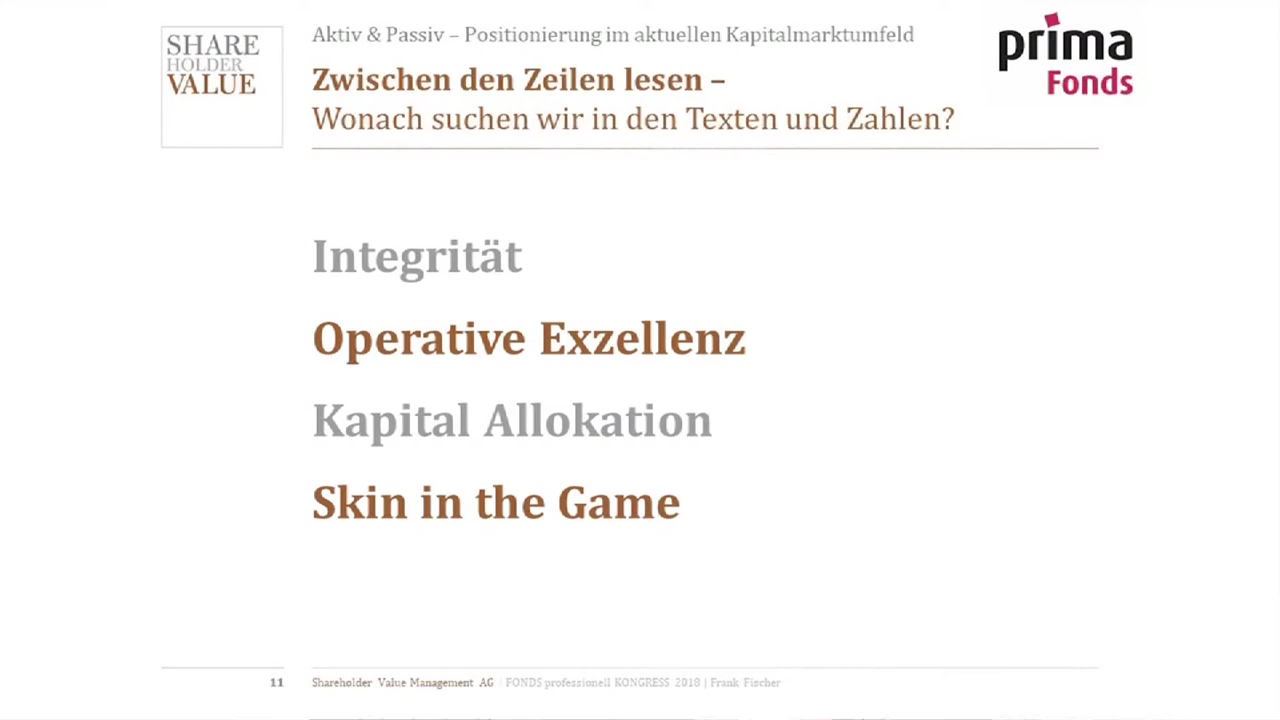 SHARE
HOLDER
VALUE
Aktiv & Passiv – Positionierung im aktuellen Kapitalmarktumfeld
Zwischen den Zeilen lesen –
Wonach suchen wir in den Texten und Zahlen?
prima
Fonds
Integrität
Operative Exzellenz
Kapital Allokation
Skin in the Game
11
Shareholder Value Management AG | FONDS professionell KONGRESS 2018 | Frank Fischer